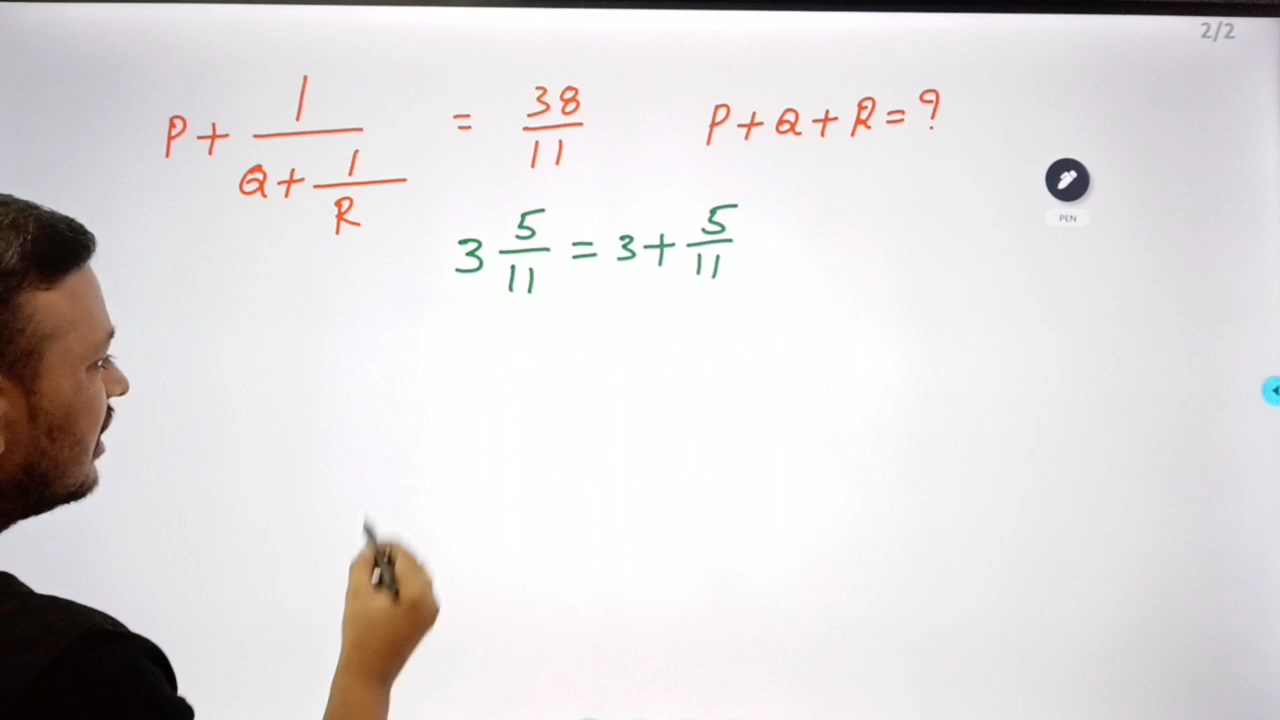 2/2
P + 1/(Q + 1/R) = 38/11 P + Q + R = ?
PEN
3 5/11 = 3 + 5/11